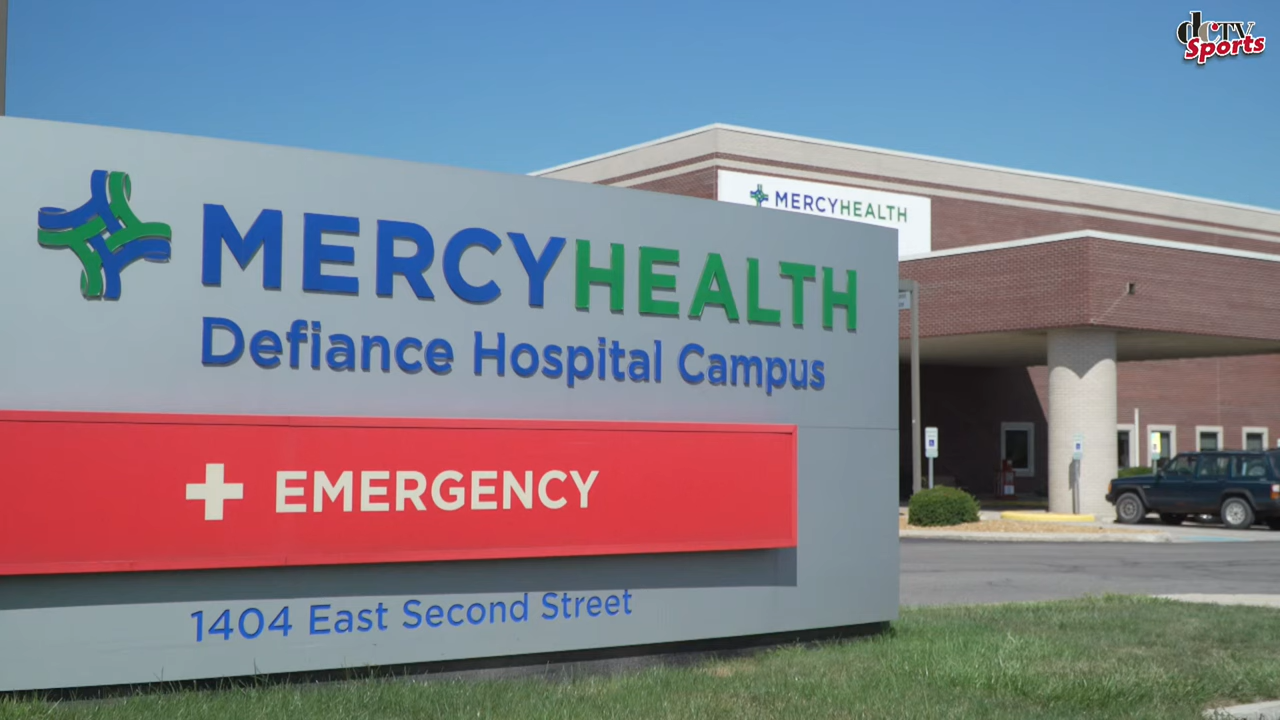 dctv
Sports
MERCYHEALTH
MERCYHEALTH
Defiance Hospital Campus
EMERGENCY
1404 East Second Street